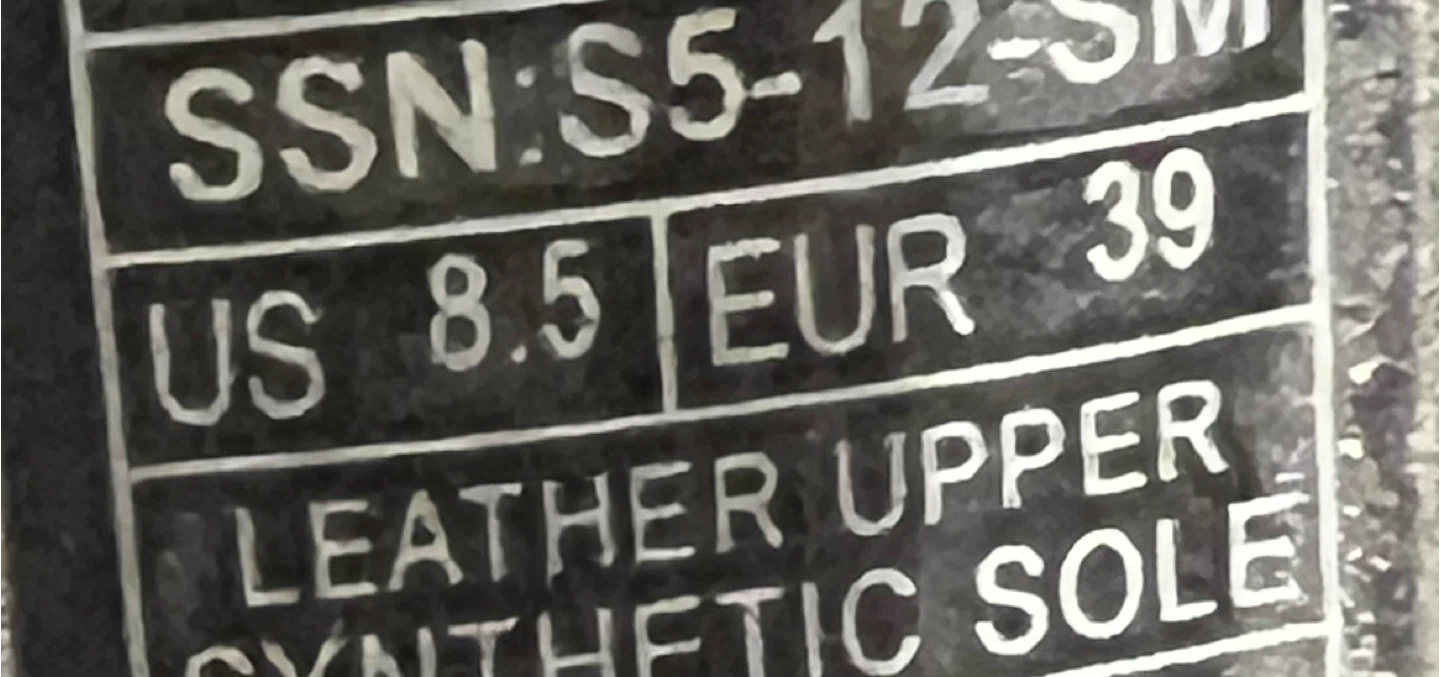 SSN:S5-12-SM
US 8.5 EUR 39
LEATHER UPPER
SYNTHETIC SOLE